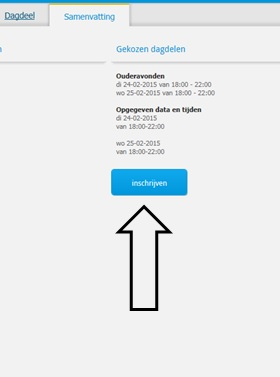 Dagdeel Samenvatting
n Gekozen dagdelen
Ouderavonden
di 24-02-2015 van 18:00 - 22:00
wo 25-02-2015 van 18:00 - 22:00
Opgegeven data en tijden
di 24-02-2015
van 18:00-22:00
wo 25-02-2015
van 18:00-22:00
inschrijven